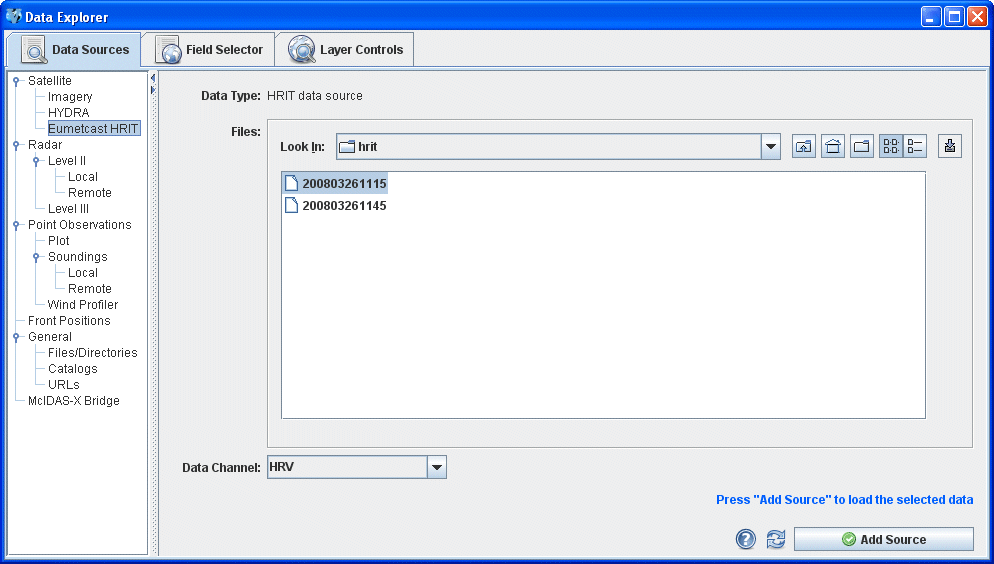 Data Explorer
Data Sources
Field Selector
Layer Controls
Satellite
Imagery
HYDRA
Eumetcast HRIT
Radar
Level II
Local
Remote
Level III
Point Observations
Plot
Soundings
Local
Remote
Wind Profiler
Front Positions
General
Files/Directories
Catalogs
URLs
McIDAS-X Bridge
Data Type: HRIT data source
Files:
Look In: hrit
200803261115
200803261145
Data Channel: HRV
Press "Add Source" to load the selected data
Add Source